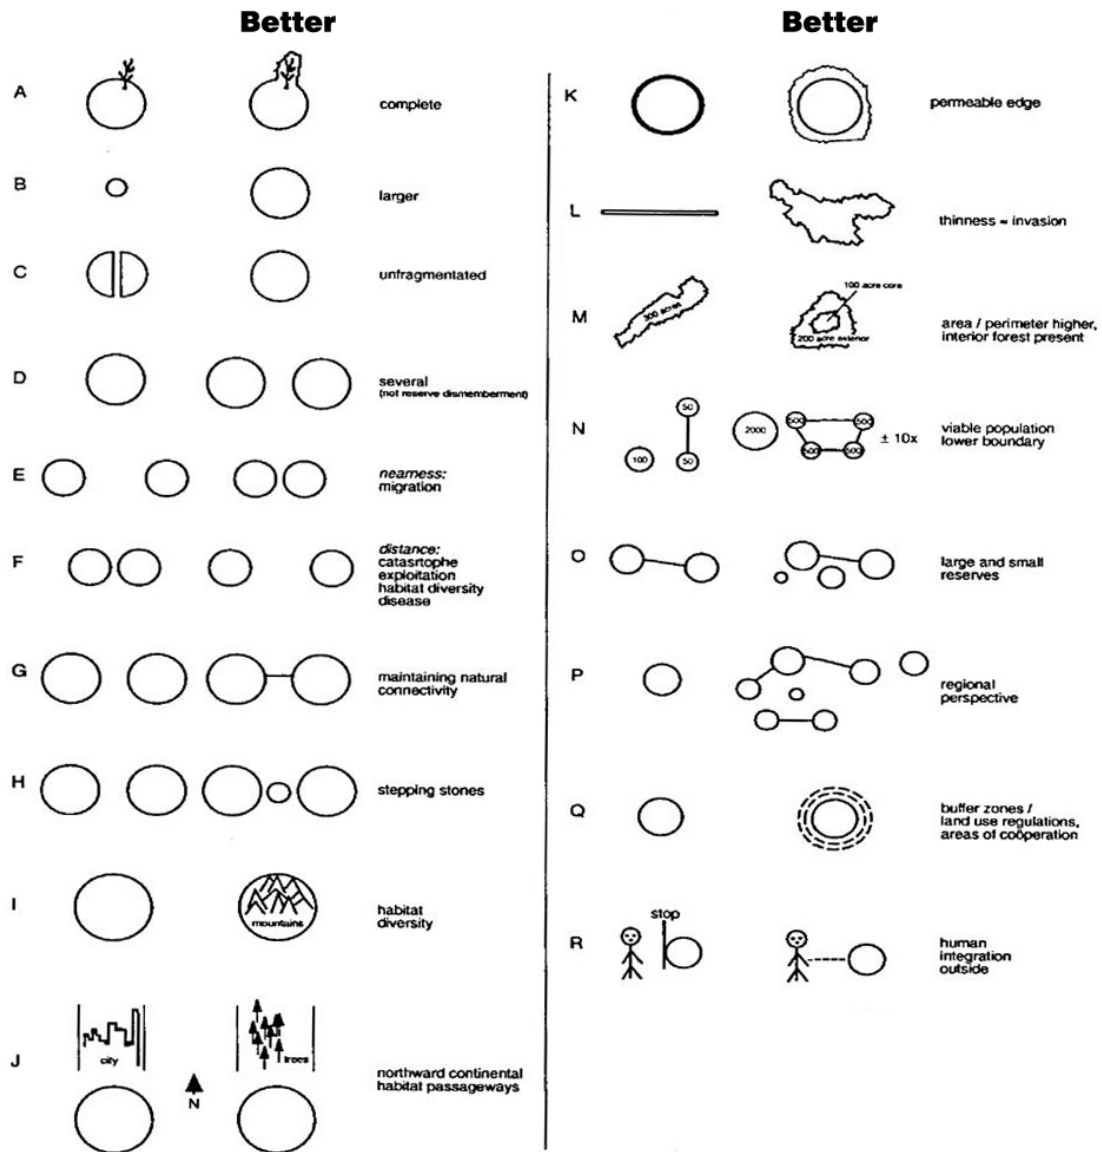 Better
A
complete
B
larger
C
unfragmentated
D
several
(not reserve dismemberment)
E
nearness:
migration
F
distance:
catasrtophe
exploitation
habitat diversity
disease
G
maintaining natural
connectivity
H
stepping stones
I
mountains
habitat
diversity
J
city
trees
N
northward continental
habitat passageways
Better
K
permeable edge
L
thinness = invasion
M
300 acres
100 acre core
200 acre exterior
area / perimeter higher,
interior forest present
N
100
50
50
2000
500
500
500
500
± 10x
viable population
lower boundary
O
large and small
reserves
P
regional
perspective
Q
buffer zones /
land use regulations,
areas of coöperation
R
stop
human
integration
outside